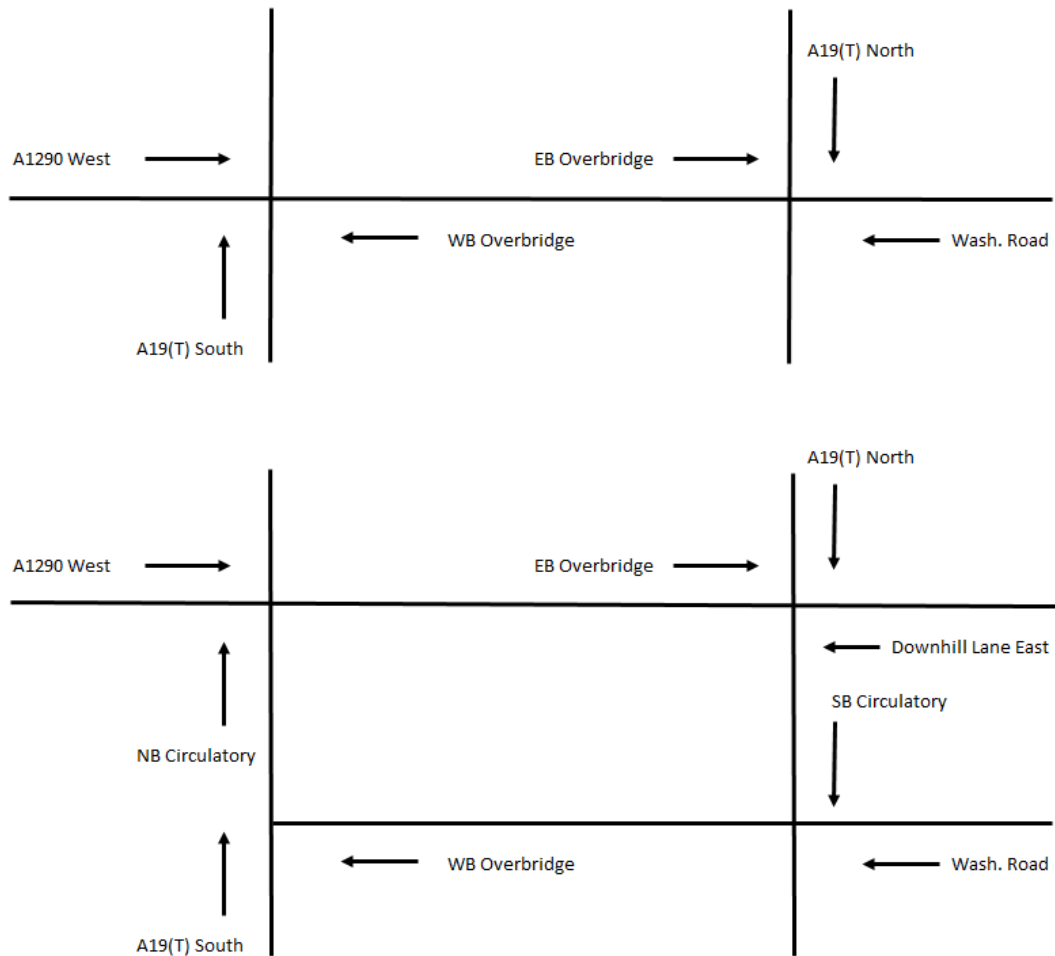 A19(T) North
A1290 West
EB Overbridge
WB Overbridge
Wash. Road
A19(T) South
A19(T) North
A1290 West
EB Overbridge
Downhill Lane East
SB Circulatory
NB Circulatory
WB Overbridge
Wash. Road
A19(T) South